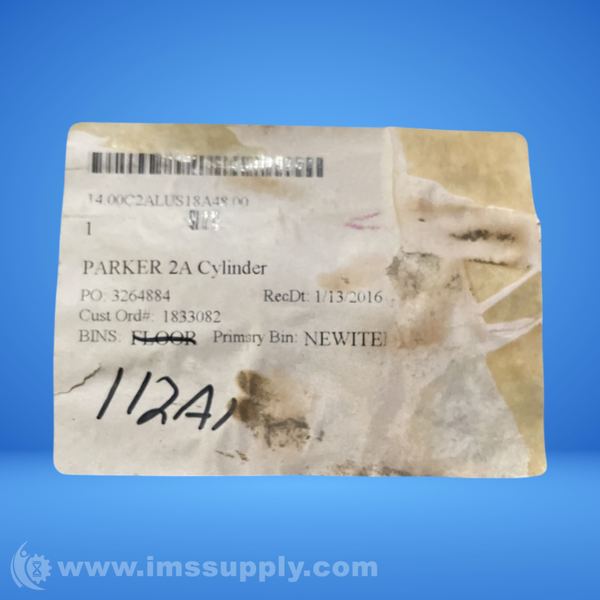 14.00C2ALUS18A48.00
1
PARKER 2A Cylinder
PO: 3264884 RecDt: 1/13/2016
Cust Ord#: 1833082
BINS: FLOOR Primsry Bin: NEWITE
112A1
www.imssupply.com